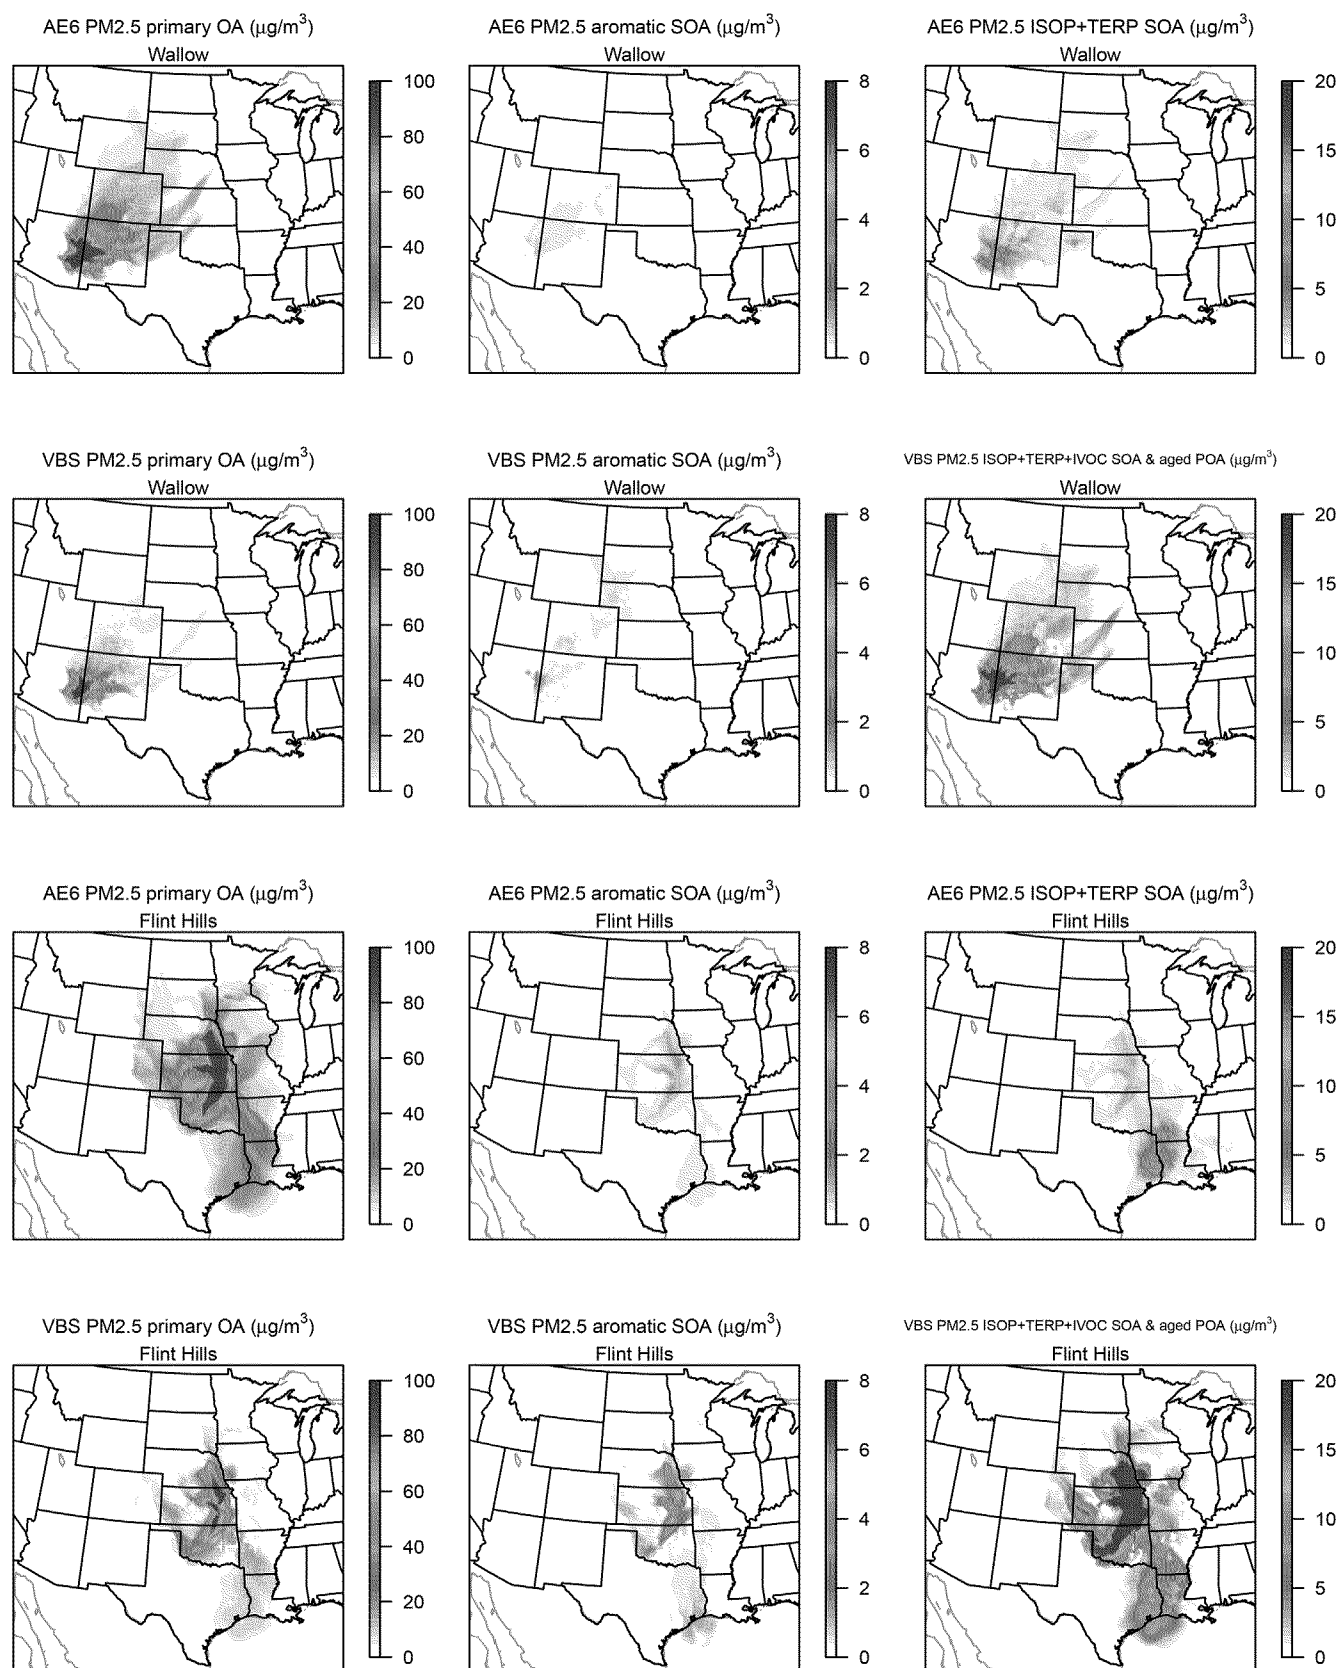 AE6 PM2.5 primary OA (μg/m3)
Wallow
100
80
60
40
20
0
AE6 PM2.5 aromatic SOA (μg/m3)
Wallow
8
6
4
2
0
AE6 PM2.5 ISOP+TERP SOA (μg/m3)
Wallow
20
15
10
5
0
VBS PM2.5 primary OA (μg/m3)
Wallow
100
80
60
40
20
0
VBS PM2.5 aromatic SOA (μg/m3)
Wallow
8
6
4
2
0
VBS PM2.5 ISOP+TERP+IVOC SOA & aged POA (μg/m3)
Wallow
20
15
10
5
0
AE6 PM2.5 primary OA (μg/m3)
Flint Hills
100
80
60
40
20
0
AE6 PM2.5 aromatic SOA (μg/m3)
Flint Hills
8
6
4
2
0
AE6 PM2.5 ISOP+TERP SOA (μg/m3)
Flint Hills
20
15
10
5
0
VBS PM2.5 primary OA (μg/m3)
Flint Hills
100
80
60
40
20
0
VBS PM2.5 aromatic SOA (μg/m3)
Flint Hills
8
6
4
2
0
VBS PM2.5 ISOP+TERP+IVOC SOA & aged POA (μg/m3)
Flint Hills
20
15
10
5
0